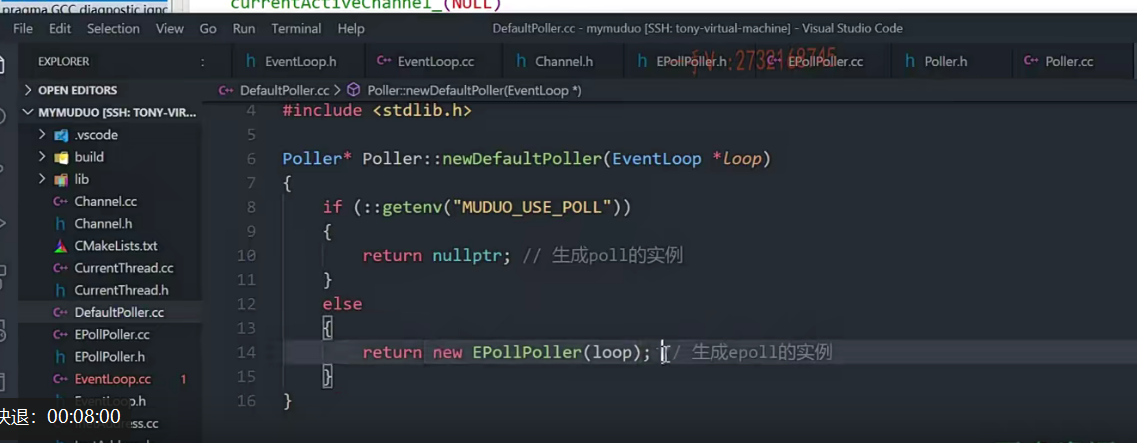 pragma GCC diagnostic ignc
currentActiveChannel_(NULL)
File Edit Selection View Go Run Terminal Help DefaultPoller.cc - mymuduo [SSH: tony-virtual-machine] - Visual Studio Code
EXPLORER
EventLoop.h EventLoop.cc Channel.h EPollPoller.h EPollPoller.cc Poller.h Poller.cc
OPEN EDITORS
DefaultPoller.cc > Poller::newDefaultPoller(EventLoop *)
MYMUDUO [SSH: TONY-VIR...
.vscode
build
lib
Channel.cc
Channel.h
CMakeLists.txt
CurrentThread.cc
CurrentThread.h
DefaultPoller.cc
EPollPoller.cc
EPollPoller.h
EventLoop.cc 1
EventLoop.h
4 #include <stdlib.h>
5
6 Poller* Poller::newDefaultPoller(EventLoop *loop)
7 {
8 if (::getenv("MUDUO_USE_POLL"))
9 {
10 return nullptr; // 生成poll的实例
11 }
12 else
13 {
14 return new EPollPoller(loop); // 生成epoll的实例
15 }
16 }
快退：00:08:00